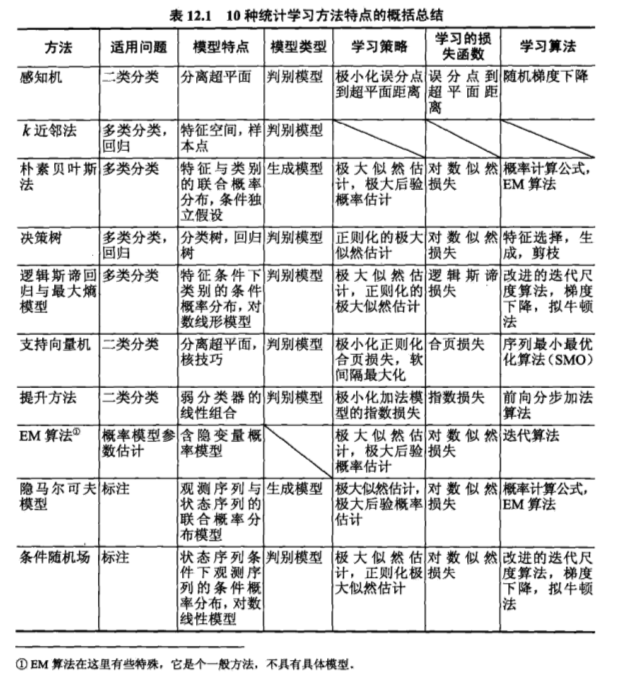 表 12.1 10 种统计学习方法特点的概括总结
方法 适用问题 模型特点 模型类型 学习策略 学习的损失函数 学习算法
感知机 二类分类 分离超平面 判别模型 极小化误分点到超平面距离 误分点到超平面距离 随机梯度下降
k 近邻法 多类分类，回归 特征空间，样本点 判别模型
朴素贝叶斯法 多类分类 特征与类别的联合概率分布，条件独立假设 生成模型 极大似然估计，极大后验概率估计 对数似然损失 概率计算公式，EM 算法
决策树 多类分类，回归 分类树，回归树 判别模型 正则化的极大似然估计 对数似然损失 特征选择，生成，剪枝
逻辑斯谛回归与最大熵模型 多类分类 特征条件下类别的条件概率分布，对数线形模型 判别模型 极大似然估计，正则化的极大似然估计 逻辑斯谛损失 改进的迭代尺度算法，梯度下降，拟牛顿法
支持向量机 二类分类 分离超平面，核技巧 判别模型 极小化正则化合页损失，软间隔最大化 合页损失 序列最小最优化算法（SMO）
提升方法 二类分类 弱分类器的线性组合 判别模型 极小化加法模型的指数损失 指数损失 前向分步加法算法
EM 算法① 概率模型参数估计 含隐变量概率模型 极大似然估计，极大后验概率估计 对数似然损失 迭代算法
隐马尔可夫模型 标注 观测序列与状态序列的联合概率分布模型 生成模型 极大似然估计，极大后验概率估计 对数似然损失 概率计算公式，EM 算法
条件随机场 标注 状态序列条件下观测序列的条件概率分布，对数线性模型 判别模型 极大似然估计，正则化极大似然估计 对数似然损失 改进的迭代尺度算法，梯度下降，拟牛顿法
① EM 算法在这里有些特殊，它是个一般方法，不具有具体模型．